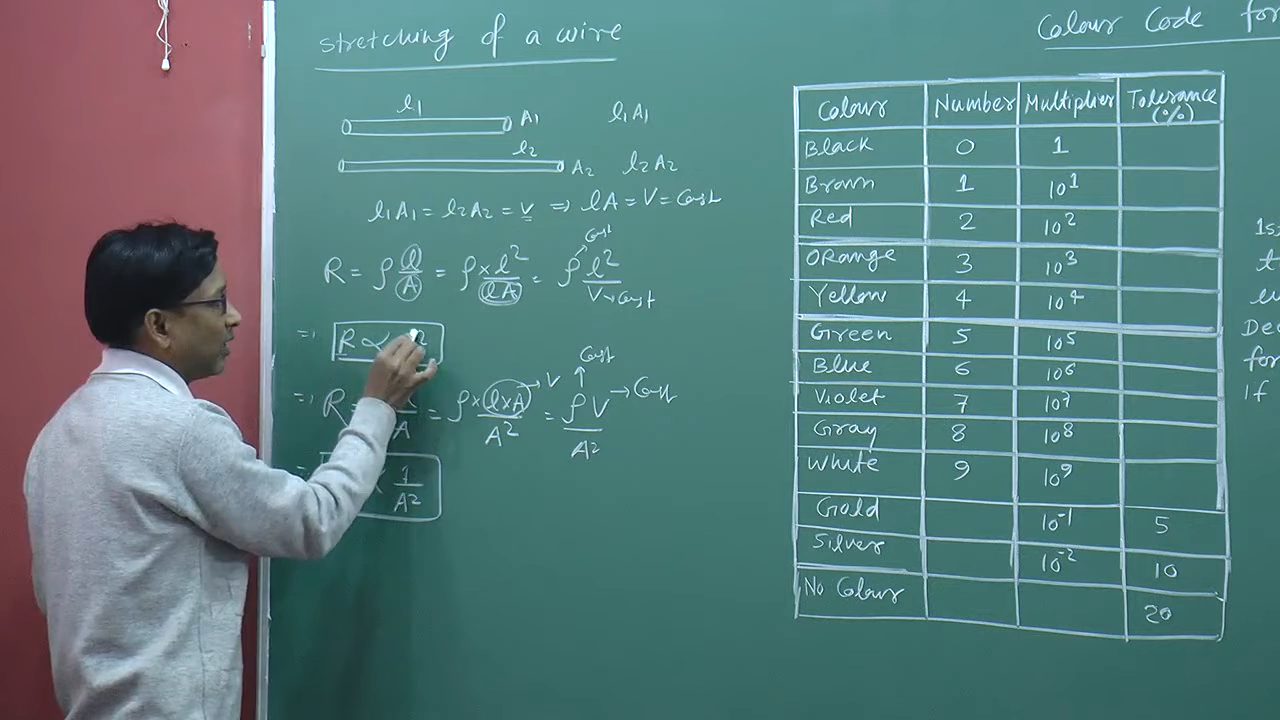 stretching of a wire
l₁ A₁ l₁A₁
l₂ A₂ l₂A₂
l₁A₁ = l₂A₂ = V ⇒ lA = V = Const
Const
R = ρ l/A = ρ × l²/lA = ρ l²/V → Const
⇒ R ∝
Const
⇒ R A = ρ × l×A/A² → V = ρV/A² → Const
1/A²
Colour Code for
Colour Number Multiplier Tolerance (%)
Black 0 1
Brown 1 10¹
Red 2 10²
ORange 3 10³
Yellow 4 10⁴
Green 5 10⁵
Blue 6 10⁶
Violet 7 10⁷
Gray 8 10⁸
White 9 10⁹
Gold 10⁻¹ 5
Silver 10⁻² 10
No Colour 20
for
If